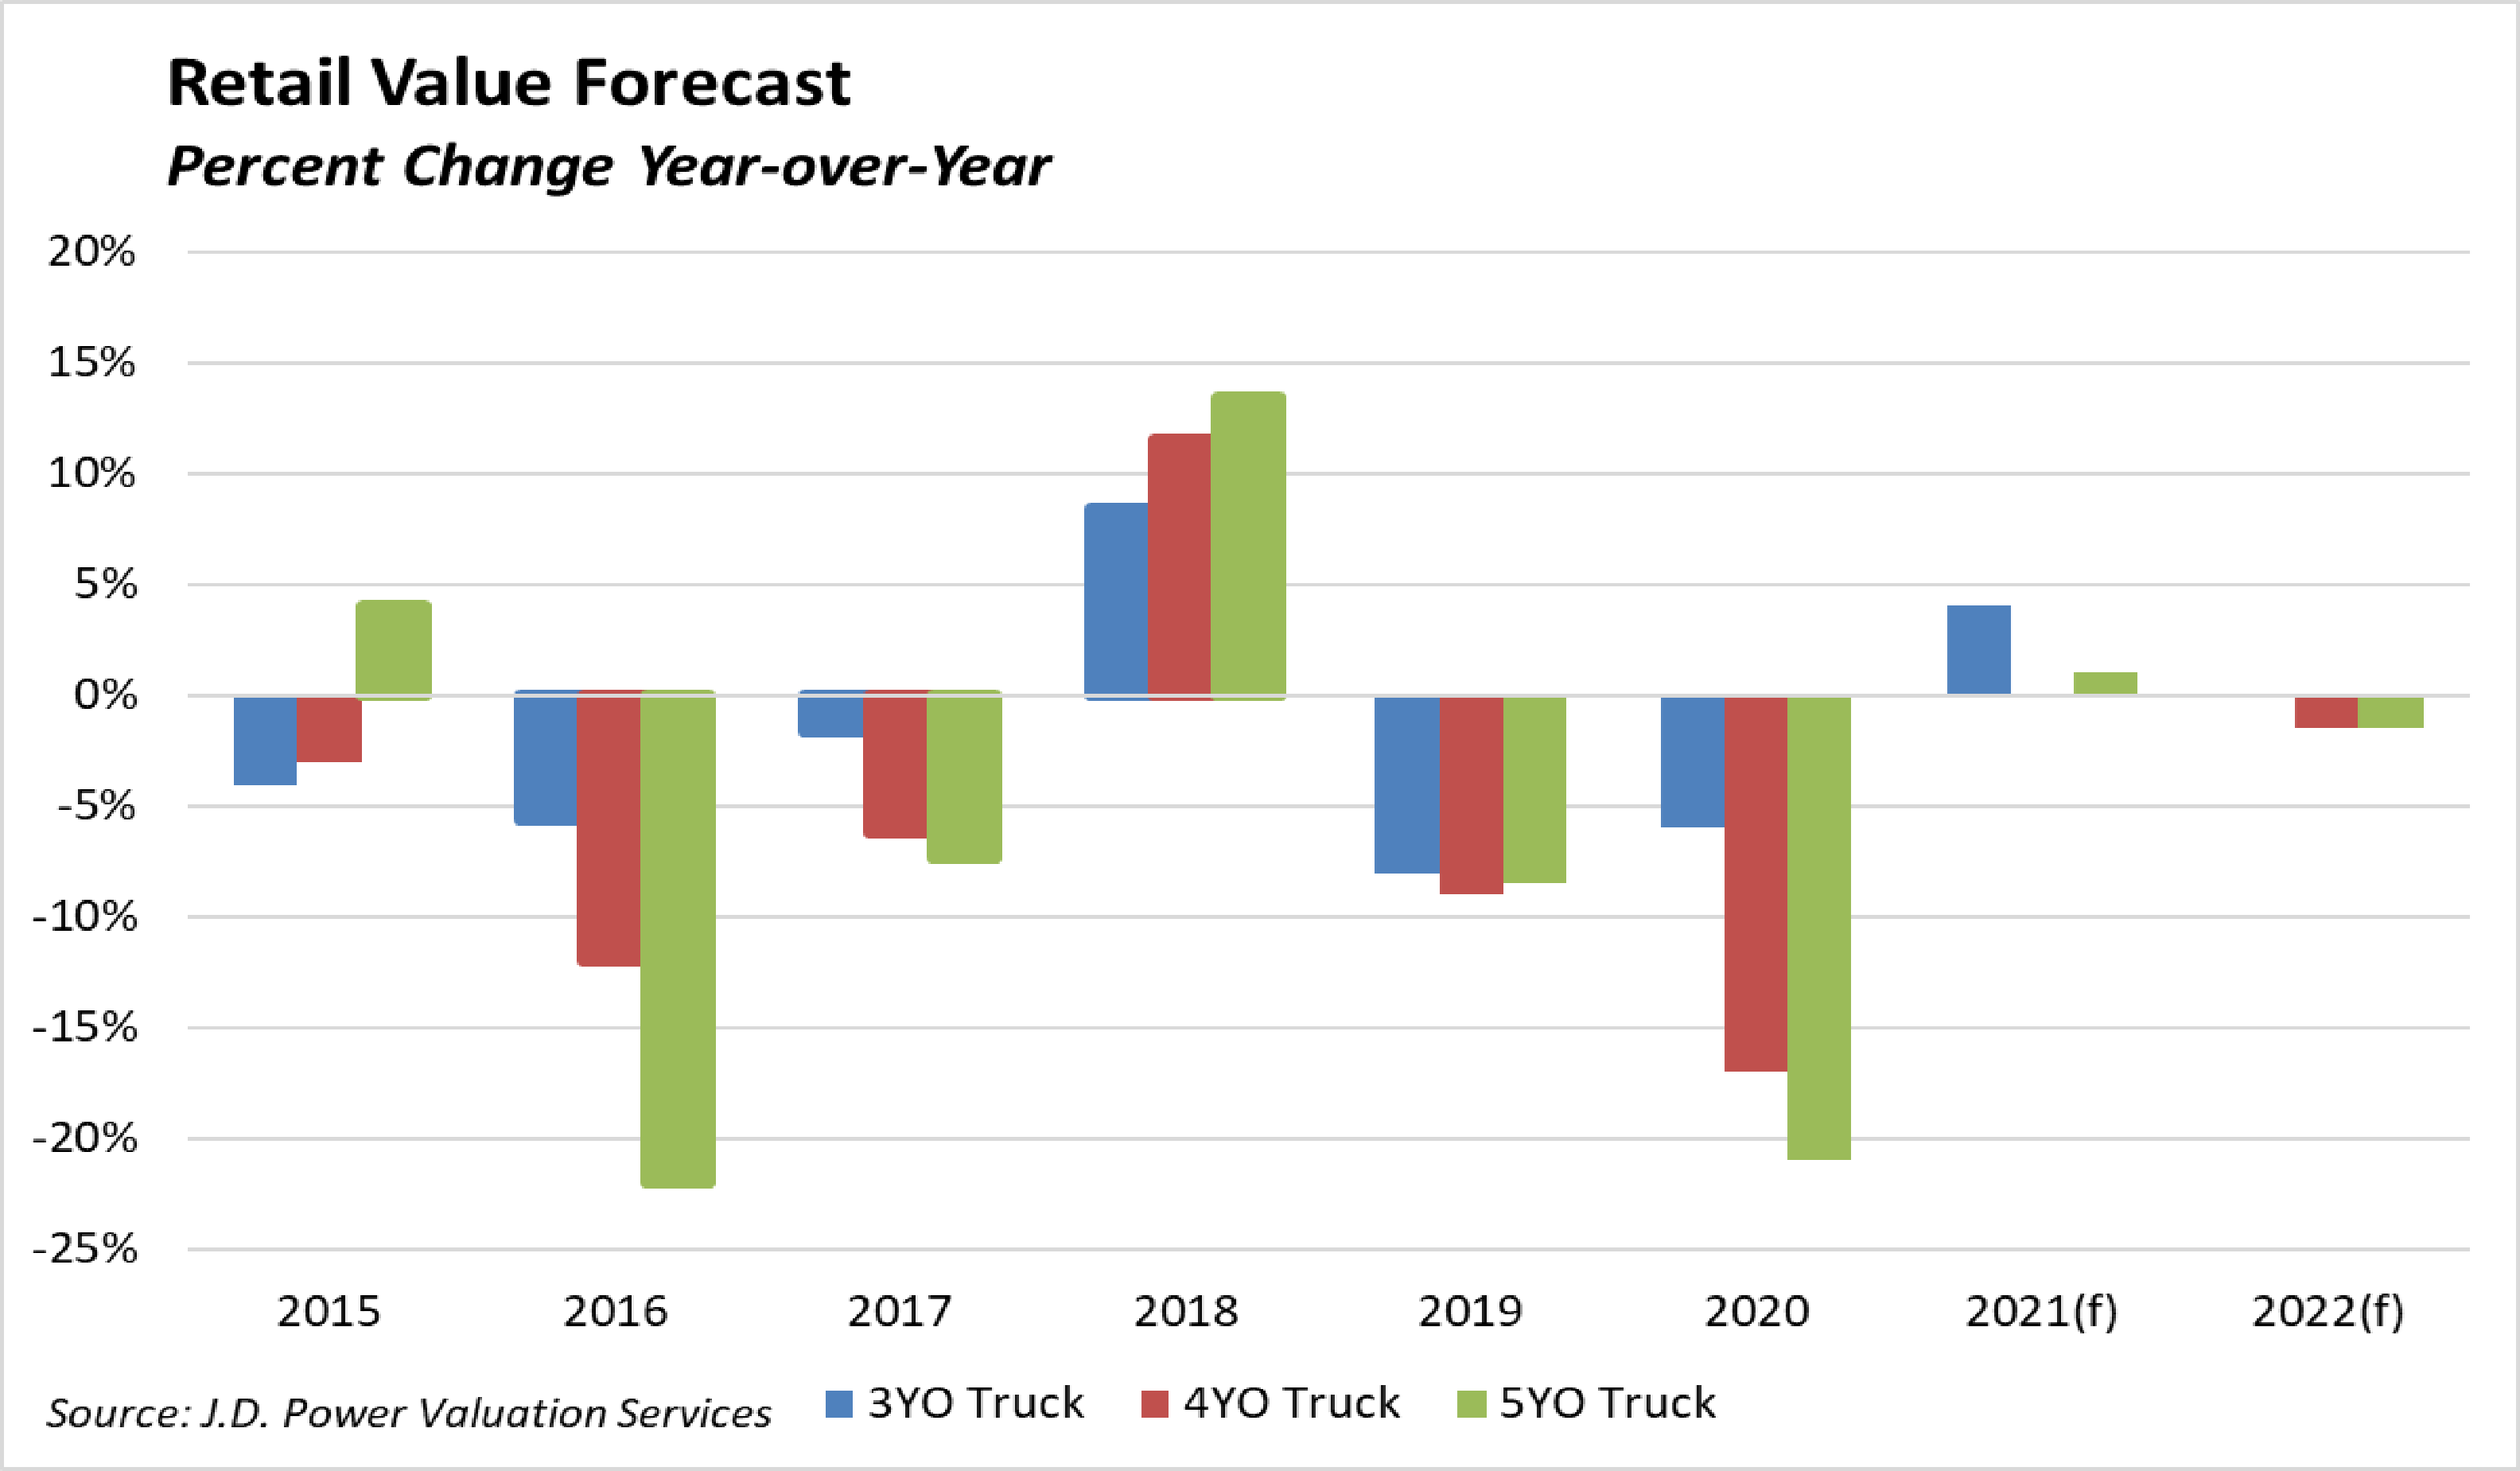 Retail Value Forecast
Percent Change Year-over-Year
20%
15%
10%
5%
0%
-5%
-10%
-15%
-20%
-25%
2015 2016 2017 2018 2019 2020 2021(f) 2022(f)
Source: J.D. Power Valuation Services 3YO Truck 4YO Truck 5YO Truck